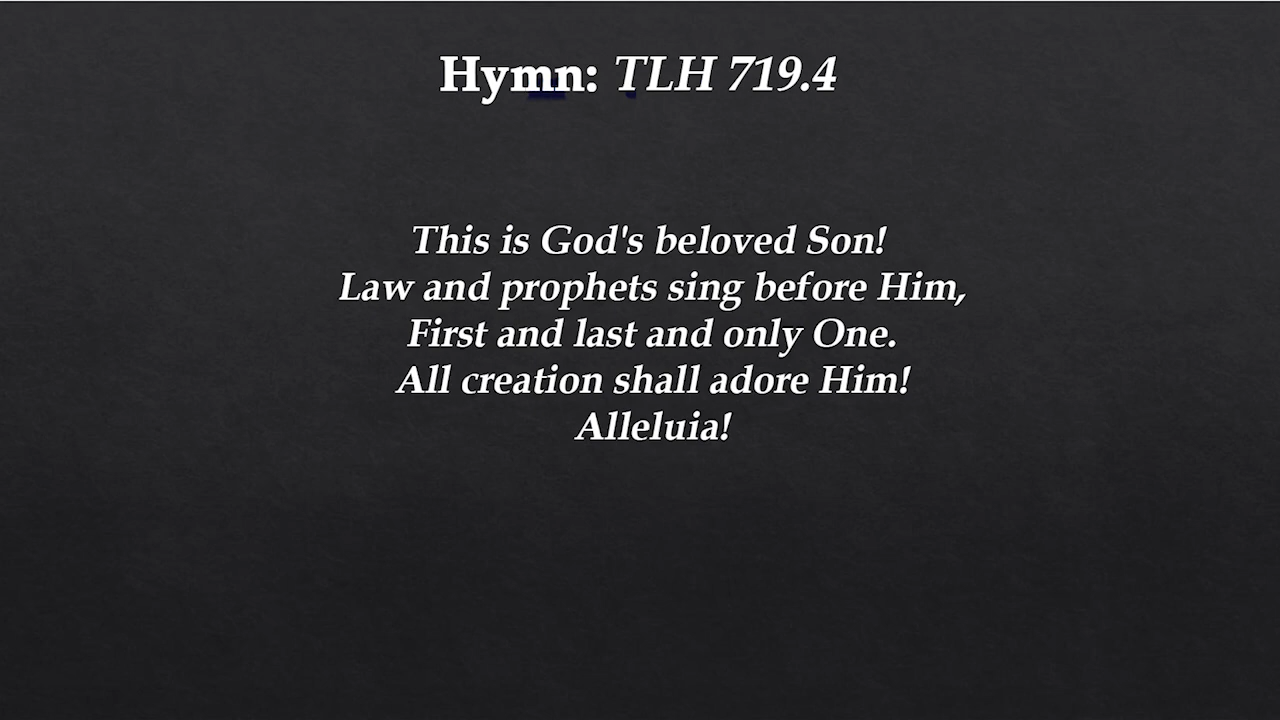 Hymn: TLH 719.4
This is God's beloved Son!
Law and prophets sing before Him,
First and last and only One.
All creation shall adore Him!
Alleluia!